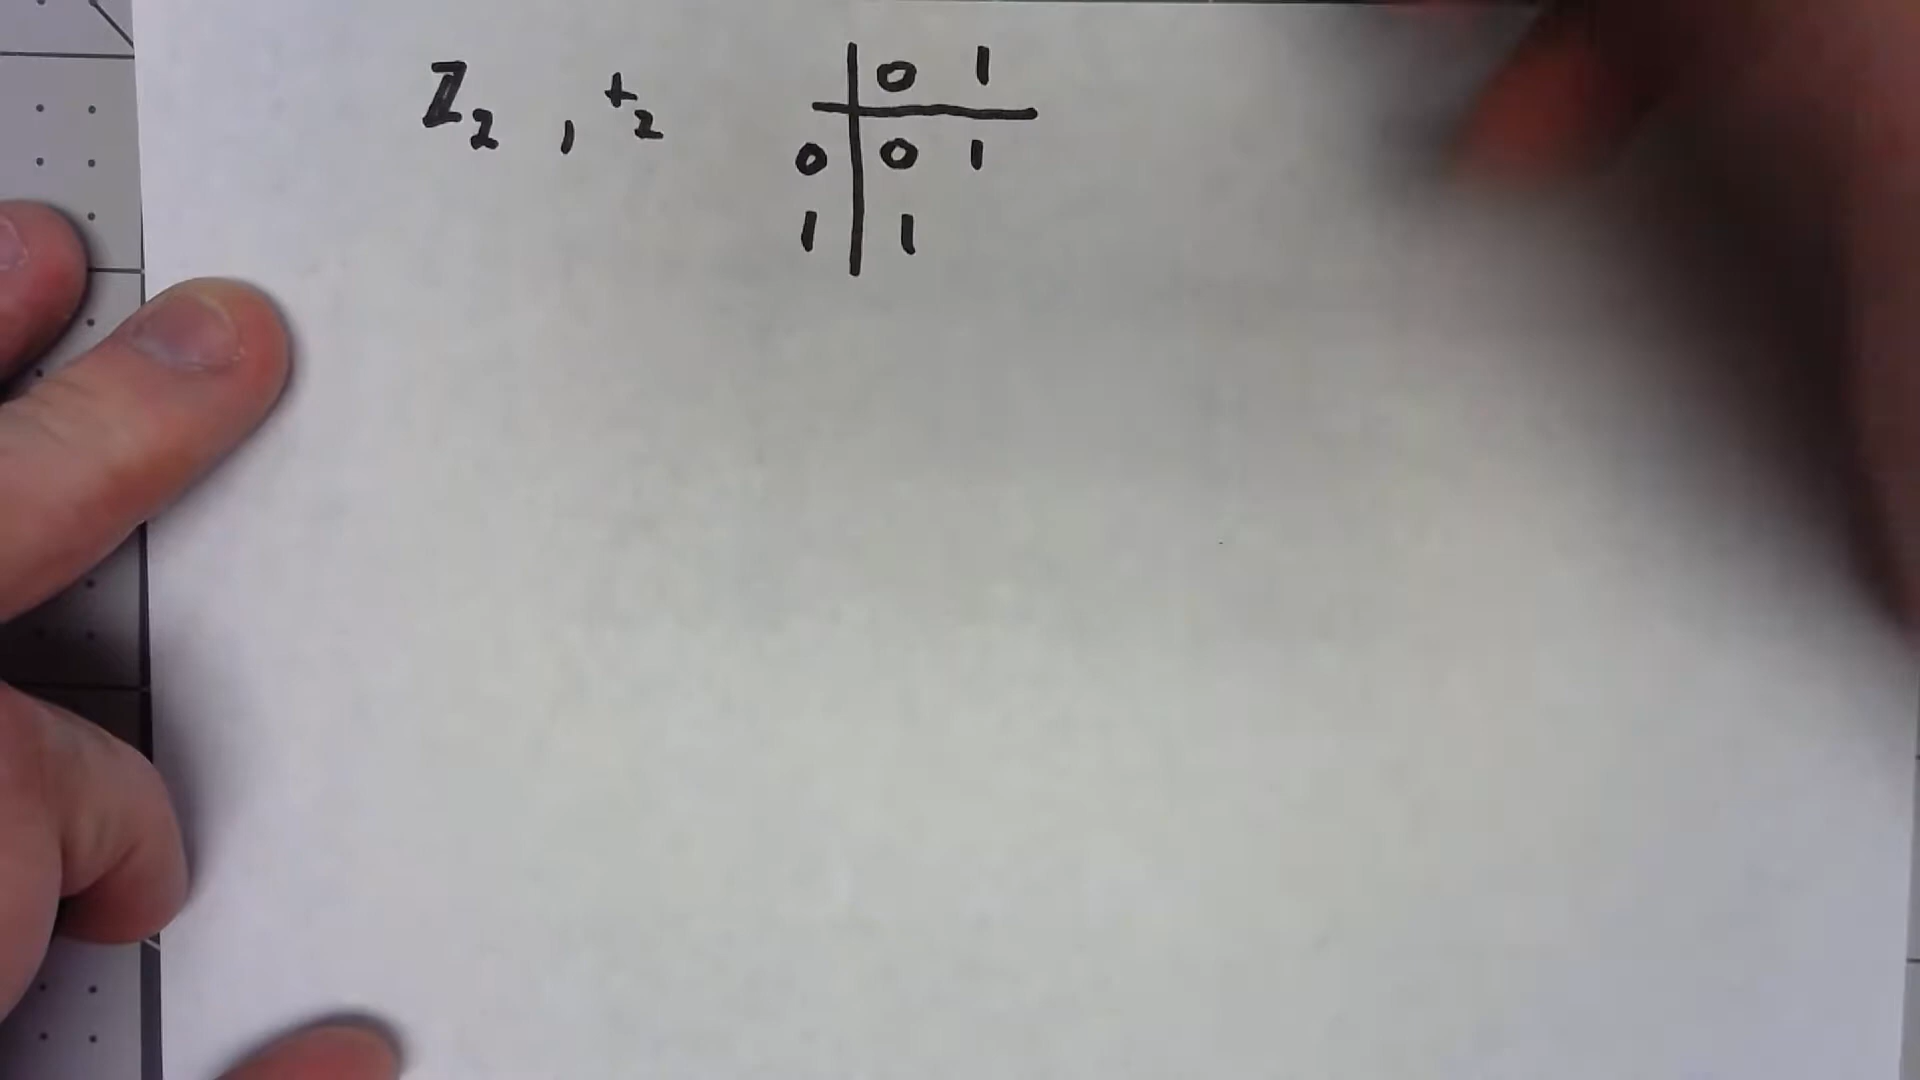 ℤ₂ , +₂
0 1
0 0 1
1 1